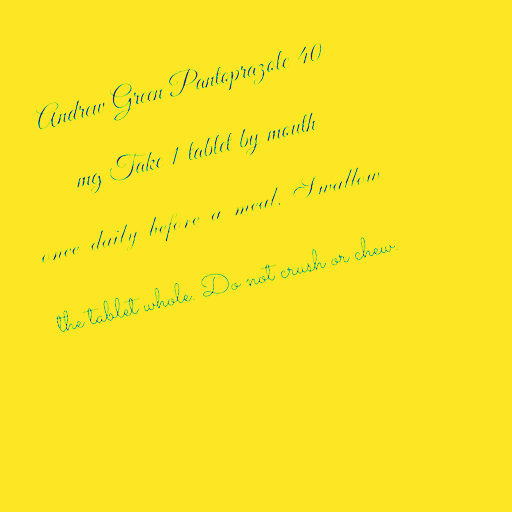 Andrew Green Pantoprazole 40
mg Take 1 tablet by mouth
once daily before a meal. Swallow
the tablet whole. Do not crush or chew.